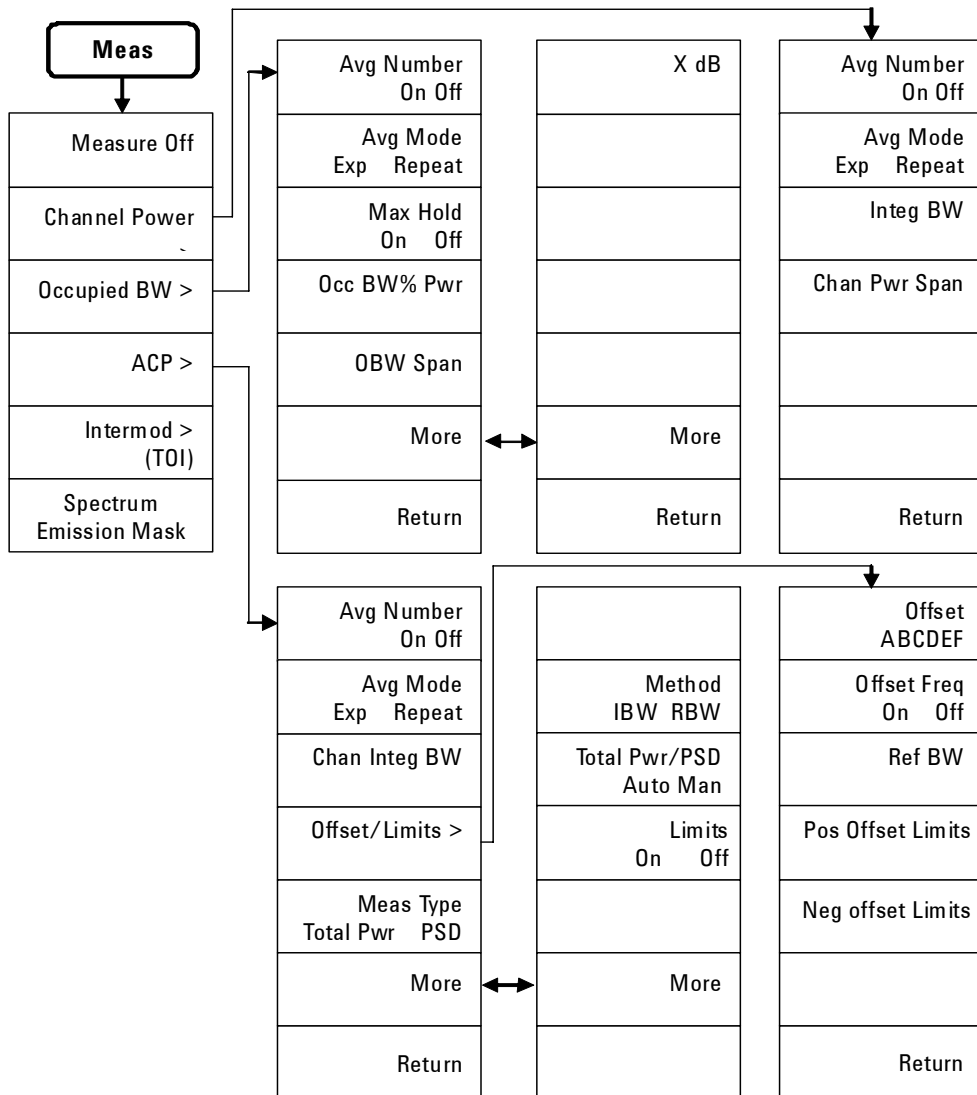 Meas
Measure Off
Channel Power
Occupied BW >
ACP >
Intermod >
(TOI)
Spectrum
Emission Mask
Avg Number
On Off
Avg Mode
Exp Repeat
Max Hold
On Off
Occ BW% Pwr
OBW Span
More
Return
X dB
More
Return
Avg Number
On Off
Avg Mode
Exp Repeat
Integ BW
Chan Pwr Span
Return
Avg Number
On Off
Avg Mode
Exp Repeat
Chan Integ BW
Offset/Limits >
Meas Type
Total Pwr PSD
More
Return
Method
IBW RBW
Total Pwr/PSD
Auto Man
Limits
On Off
More
Offset
ABCDEF
Offset Freq
On Off
Ref BW
Pos Offset Limits
Neg offset Limits
Return